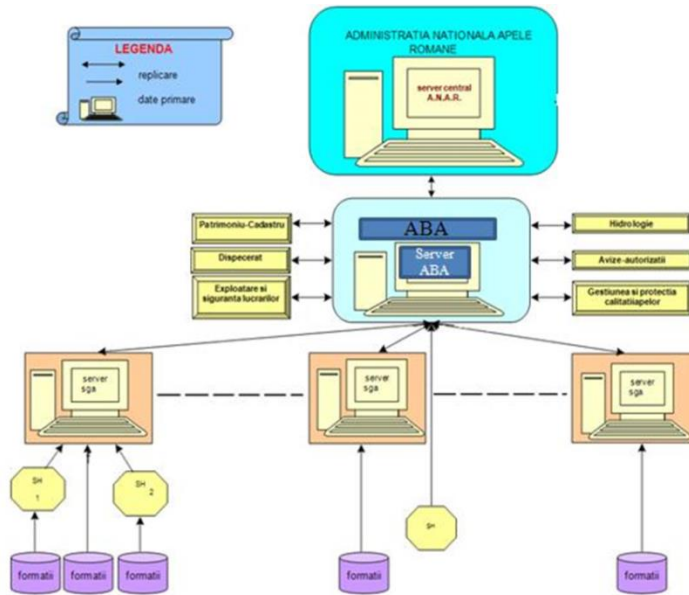 LEGENDA
replicare
date primare
ADMINISTRATIA NATIONALA APELE
ROMANE
server central
A.N.A.R.
ABA
Server
ABA
Patrimoniu-Cadastru
Dispecerat
Exploatare si
siguranta lucrarilor
Hidrologie
Avize-autorizatii
Gestiunea si protectia
calitatiiapelor
server
sga
server
sga
server
sga
SH
1
SH
2
SH
formatii
formatii
formatii
formatii
formatii